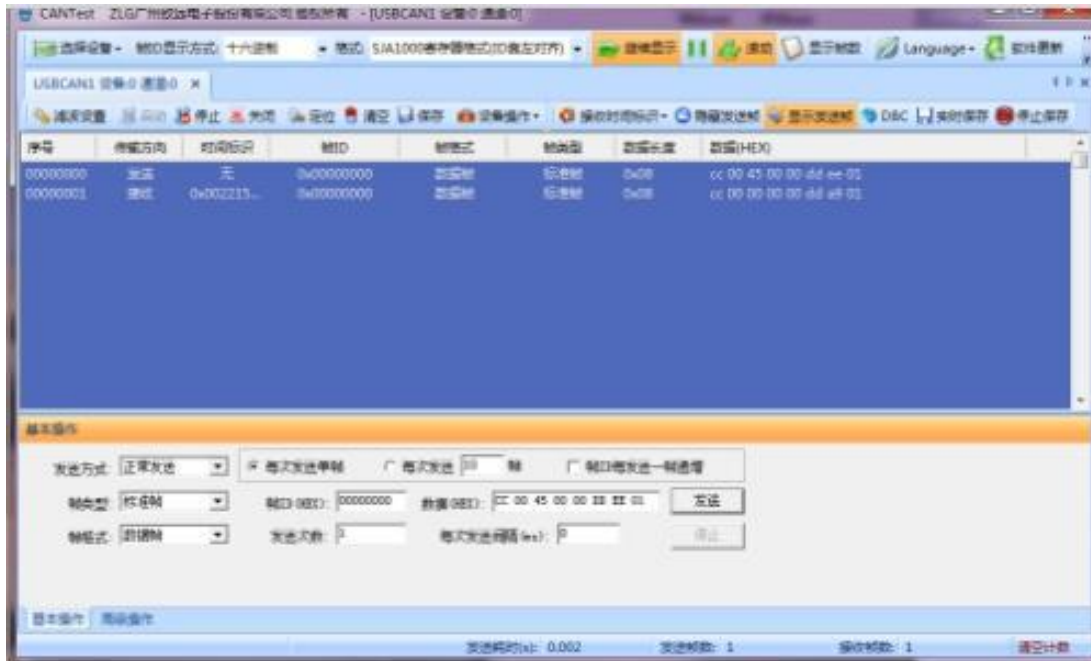 CANTest ZLG广州致远电子股份有限公司 版权所有 - [USBCAN1 设备:0 通道:0]
选择设备 帧ID显示方式: 十六进制 格式: SJA1000寄存器格式(ID靠左对齐) 继续显示 滚动 显示帧数 Language 软件更新
USBCAN1 设备:0 通道:0
滤波设置 启动 停止 关闭 定位 清空 保存 设备操作 接收时间标识 隐藏发送帧 显示发送帧 DBC 实时保存 停止保存
序号 传输方向 时间标识 帧ID 帧格式 帧类型 数据长度 数据(HEX)
00000000 发送 无 0x00000000 数据帧 标准帧 0x08 cc 00 45 00 00 dd ee 01
00000001 接收 0x002215... 0x00000000 数据帧 标准帧 0x08 cc 00 00 00 00 dd a9 01
基本操作
发送方式: 正常发送 每次发送单帧 每次发送 10 帧 帧ID每发送一帧递增
帧类型: 标准帧 帧ID(HEX): 00000000 数据(HEX): CC 00 45 00 00 DD EE 01 发送
帧格式: 数据帧 发送次数: 1 每次发送间隔(ms): 0 停止
基本操作 高级操作
发送耗时(s): 0.002 发送帧数: 1 接收帧数: 1 清空计数